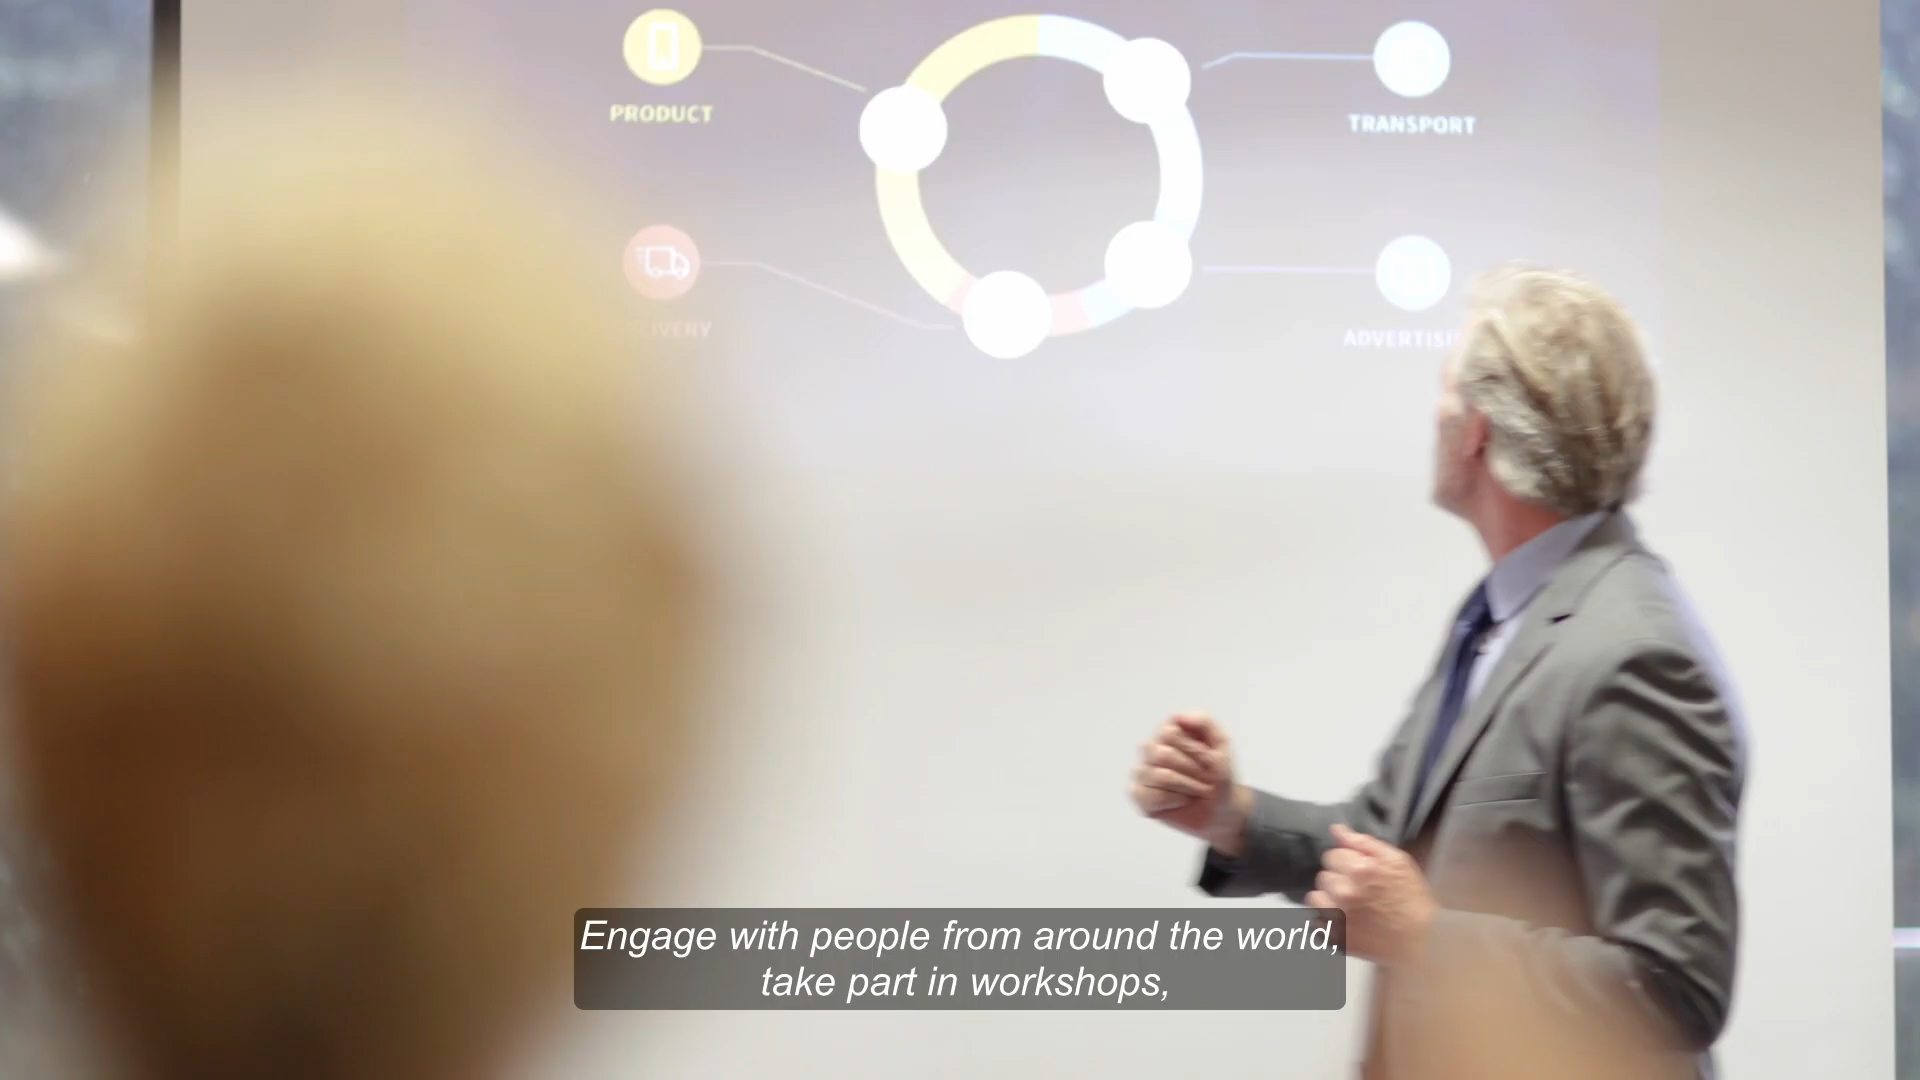 PRODUCT
TRANSPORT
Engage with people from around the world,
take part in workshops,